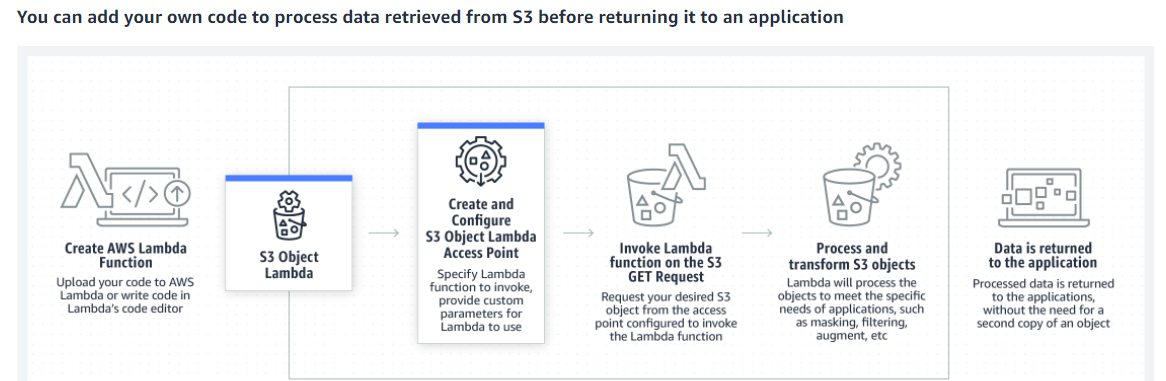 You can add your own code to process data retrieved from S3 before returning it to an application
Create AWS Lambda
Function
Upload your code to AWS
Lambda or write code in
Lambda's code editor
</>
S3 Object
Lambda
Create and
Configure
S3 Object Lambda
Access Point
Specify Lambda
function to invoke,
provide custom
parameters for
Lambda to use
Invoke Lambda
function on the S3
GET Request
Request your desired S3
object from the access
point configured to invoke
the Lambda function
Process and
transform S3 objects
Lambda will process the
objects to meet the specific
needs of applications, such
as masking, filtering,
augment, etc
Data is returned
to the application
Processed data is returned
to the applications,
without the need for a
second copy of an object